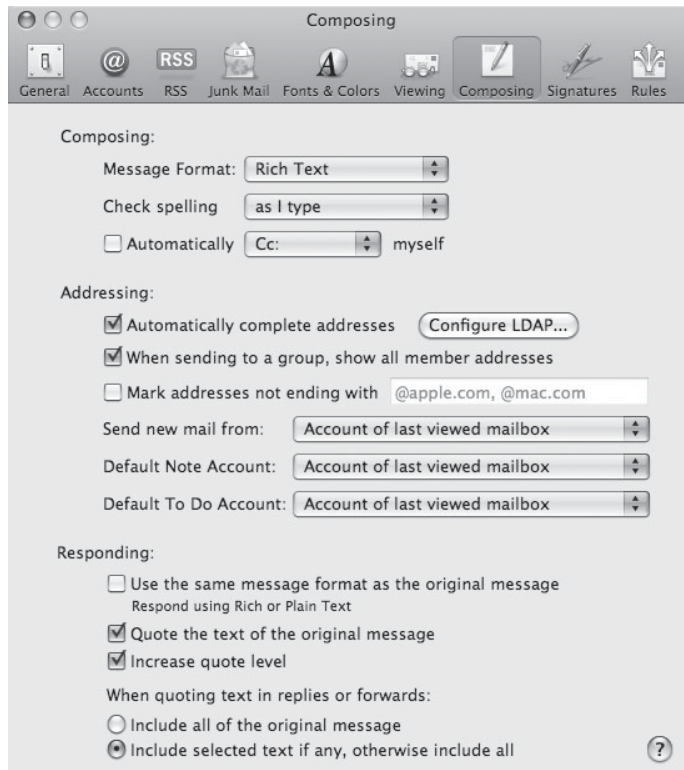 Composing
RSS
General Accounts RSS Junk Mail Fonts & Colors Viewing Composing Signatures Rules
Composing:
Message Format: Rich Text
Check spelling as I type
Automatically Cc: myself
Addressing:
Automatically complete addresses Configure LDAP...
When sending to a group, show all member addresses
Mark addresses not ending with @apple.com, @mac.com
Send new mail from: Account of last viewed mailbox
Default Note Account: Account of last viewed mailbox
Default To Do Account: Account of last viewed mailbox
Responding:
Use the same message format as the original message
Respond using Rich or Plain Text
Quote the text of the original message
Increase quote level
When quoting text in replies or forwards:
Include all of the original message
Include selected text if any, otherwise include all ?